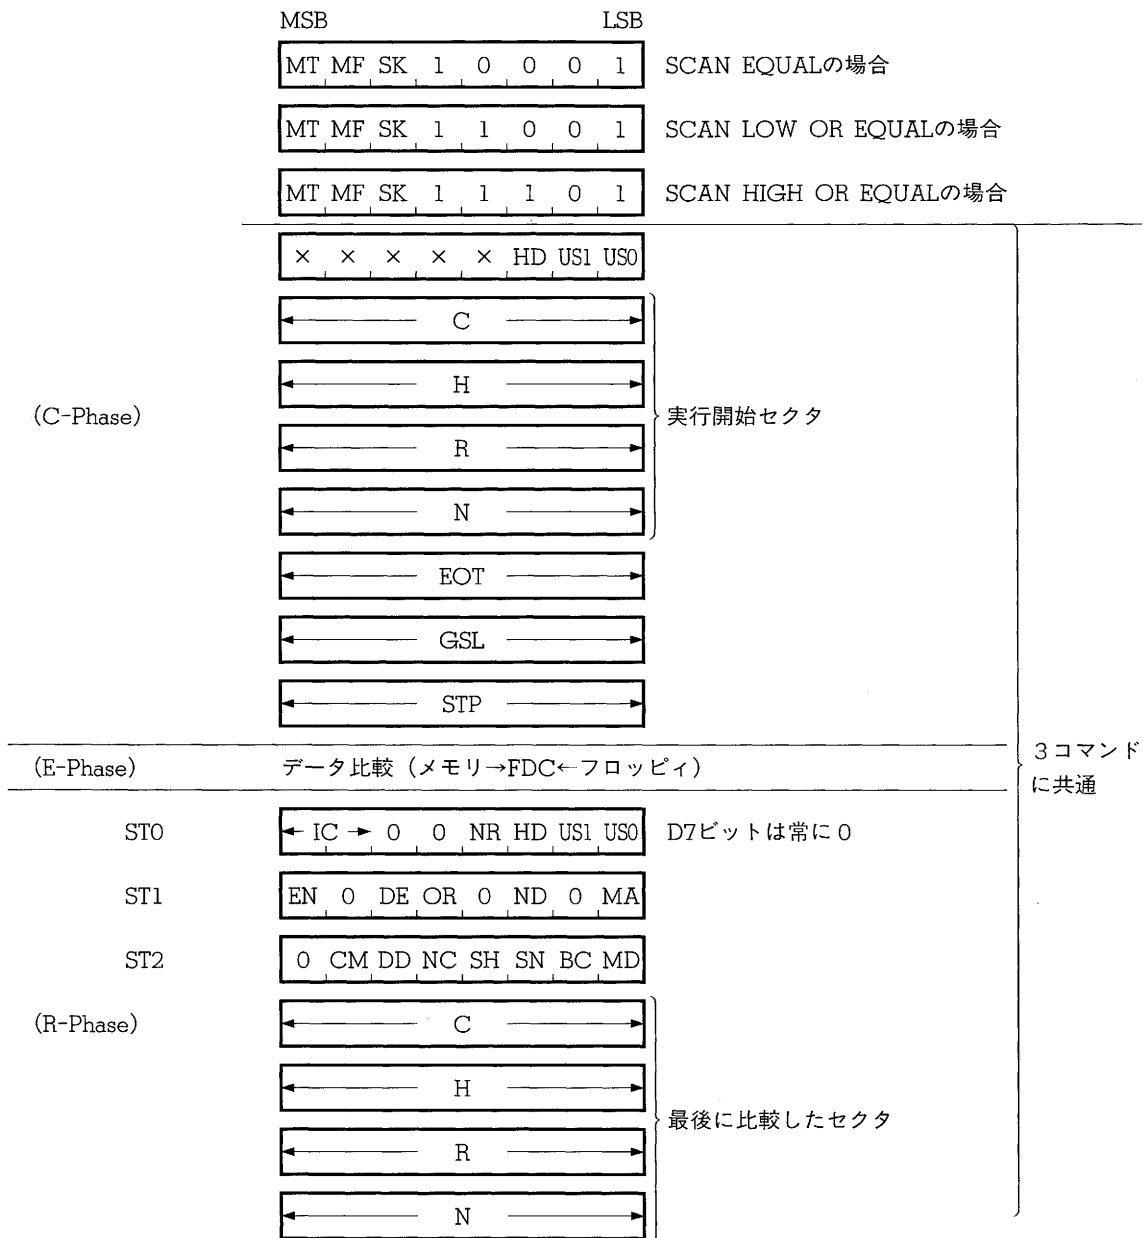 MSB LSB
MT MF SK 1 0 0 0 1 SCAN EQUALの場合
MT MF SK 1 1 0 0 1 SCAN LOW OR EQUALの場合
MT MF SK 1 1 1 0 1 SCAN HIGH OR EQUALの場合
× × × × × HD US1 US0
C
H
(C-Phase) 実行開始セクタ
R
N
EOT
GSL
STP
(E-Phase) データ比較（メモリ→FDC←フロッピィ）
3コマンド
に共通
ST0 ← IC → 0 0 NR HD US1 US0 D7ビットは常に0
ST1 EN 0 DE OR 0 ND 0 MA
ST2 0 CM DD NC SH SN BC MD
(R-Phase) C
H
最後に比較したセクタ
R
N